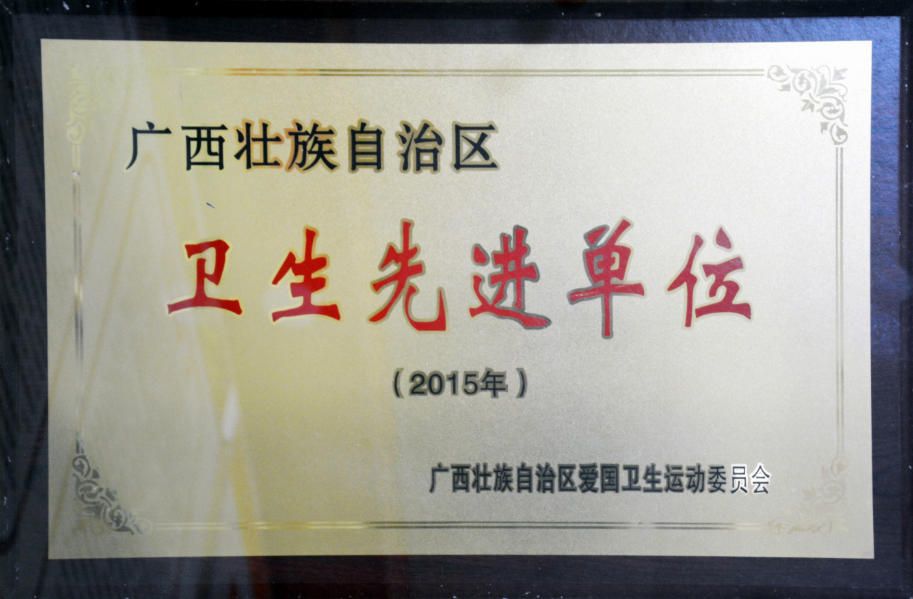 广西壮族自治区
卫生先进单位
（2015年）
广西壮族自治区爱国卫生运动委员会